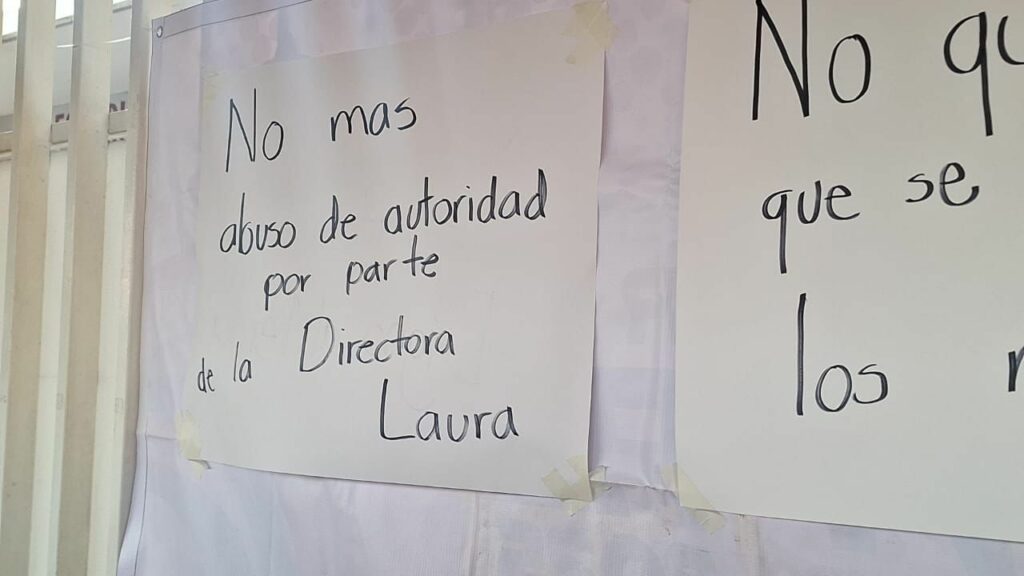 No mas
abuso de autoridad
por parte
de la Directora
Laura
No
que se
los